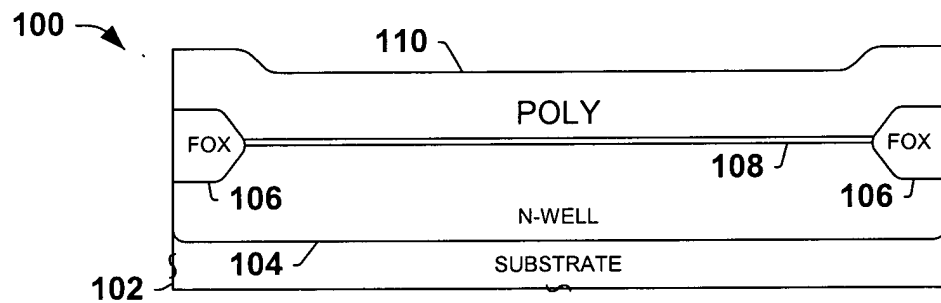 100
110
POLY
FOX
FOX
108
106
106
N-WELL
104
SUBSTRATE
102